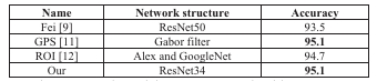 Name Network structure Accuracy
Fei [9] ResNet50 93.5
GPS [11] Gabor filter 95.1
ROI [12] Alex and GoogleNet 94.7
Our ResNet34 95.1